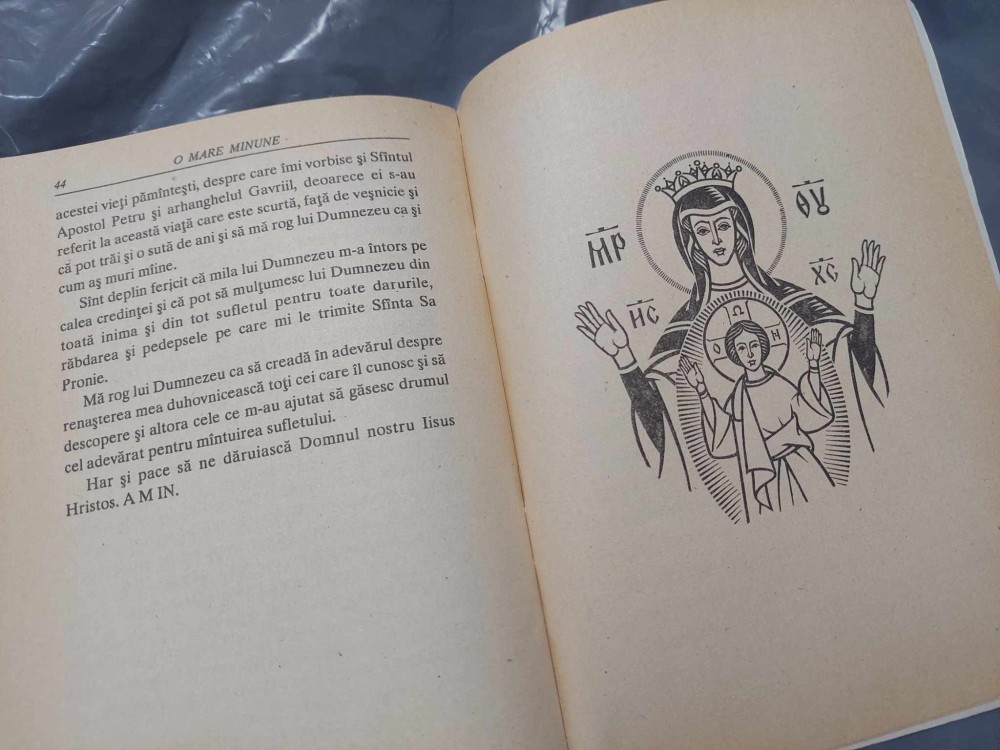 44
O MARE MINUNE
acestei vieţi pămînteşti, despre care îmi vorbise şi Sfîntul
Apostol Petru şi arhanghelul Gavriil, deoarece ei s-au
referit la această viaţă care este scurtă, faţă de veşnicie şi
că pot trăi şi o sută de ani şi să mă rog lui Dumnezeu ca şi
cum aş muri mîine.
Sînt deplin fericit că mila lui Dumnezeu m-a întors pe
calea credinţei şi că pot să mulţumesc lui Dumnezeu din
toată inima şi din tot sufletul pentru toate darurile,
răbdarea şi pedepsele pe care mi le trimite Sfînta Sa
Pronie.
Mă rog lui Dumnezeu ca să creadă în adevărul despre
renaşterea mea duhovnicească toţi cei care îl cunosc şi să
descopere şi altora cele ce m-au ajutat să găsesc drumul
cel adevărat pentru mîntuirea sufletului.
Har şi pace să ne dăruiască Domnul nostru Iisus
Hristos. A M IN.
М҃Р Ѳ҃Ȣ
И҃С Х҃С
Ѡ
О Н